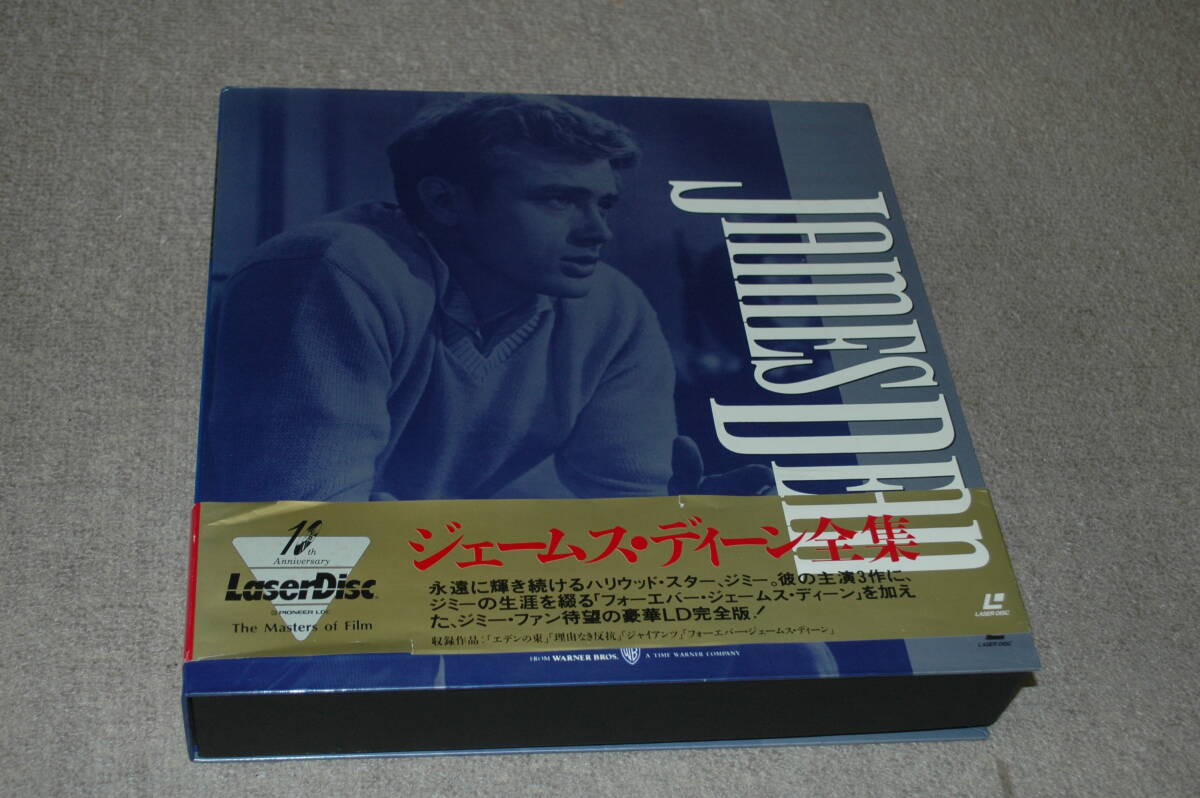 JAMES DEAN
10th
Anniversary
LaserDisc
PIONEER LDC
The Masters of Film
ジェームス・ディーン全集
永遠に輝き続けるハリウッド・スター、ジミー。彼の主演3作に、
ジミーの生涯を綴る「フォーエバー・ジェームス・ディーン」を加え
た、ジミー・ファン待望の豪華LD完全版!
収録作品:「エデンの東」「理由なき反抗」「ジャイアンツ」「フォーエバー・ジェームス・ディーン」
LASER DISC
LASER DISC
FROM WARNER BROS. WB A TIME WARNER COMPANY